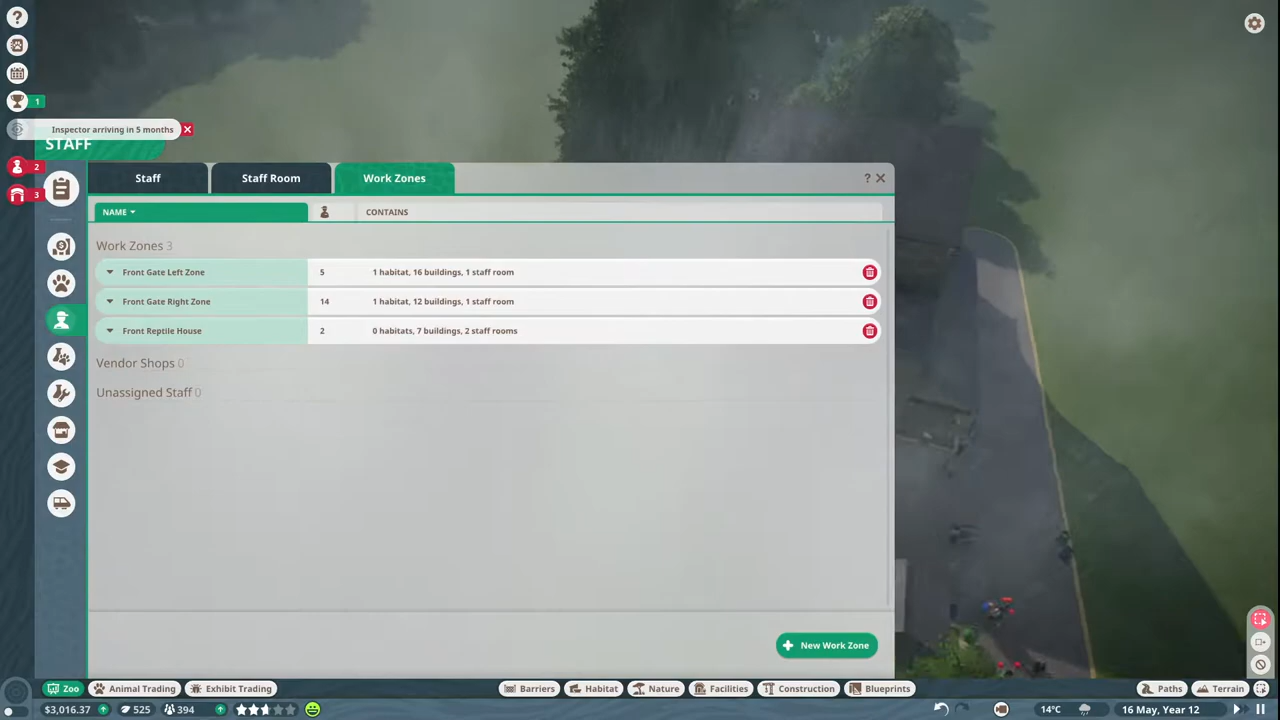 ?
1
Inspector arriving in 5 months
STAFF
2
3
Staff
Staff Room
Work Zones
?
NAME
CONTAINS
Work Zones 3
Front Gate Left Zone 5 1 habitat, 16 buildings, 1 staff room
Front Gate Right Zone 14 1 habitat, 12 buildings, 1 staff room
Front Reptile House 2 0 habitats, 7 buildings, 2 staff rooms
Vendor Shops 0
Unassigned Staff 0
New Work Zone
Zoo Animal Trading Exhibit Trading Barriers Habitat Nature Facilities Construction Blueprints Paths Terrain
$3,016.37 525 394 14°C 16 May, Year 12